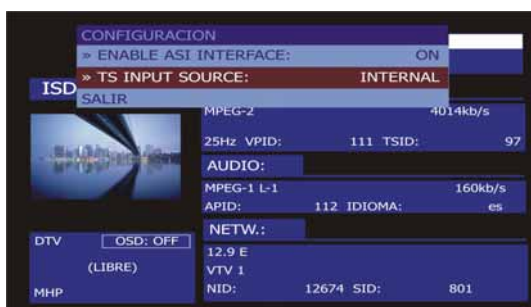 CONFIGURACION
» ENABLE ASI INTERFACE: ON
» TS INPUT SOURCE: INTERNAL
SALIR
ISD
MPEG-2 4014kb/s
25Hz VPID: 111 TSID: 97
AUDIO:
MPEG-1 L-1 160kb/s
APID: 112 IDIOMA: es
NETW.:
12.9 E
VTV 1
NID: 12674 SID: 801
DTV OSD: OFF
(LIBRE)
MHP